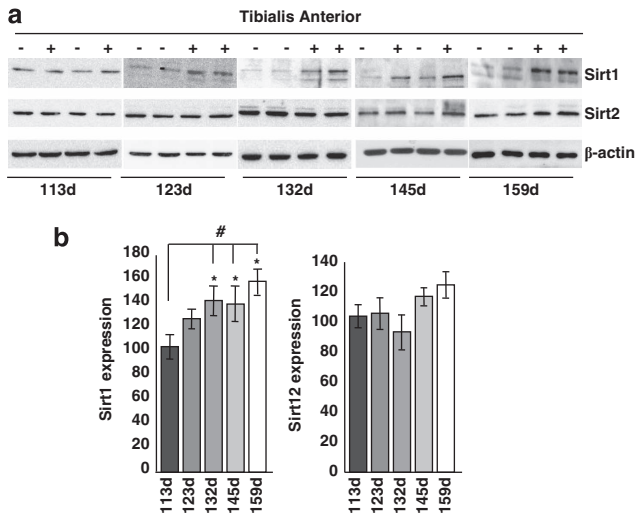 a
Tibialis Anterior
- + - + - - + + - - + + - + - + - - + +
Sirt1
Sirt2
β-actin
113d 123d 132d 145d 159d
b
#
* * *
Sirt1 expression
180
160
140
120
100
80
60
40
20
0
113d 123d 132d 145d 159d
Sirt12 expression
140
120
100
80
60
40
20
0
113d 123d 132d 145d 159d